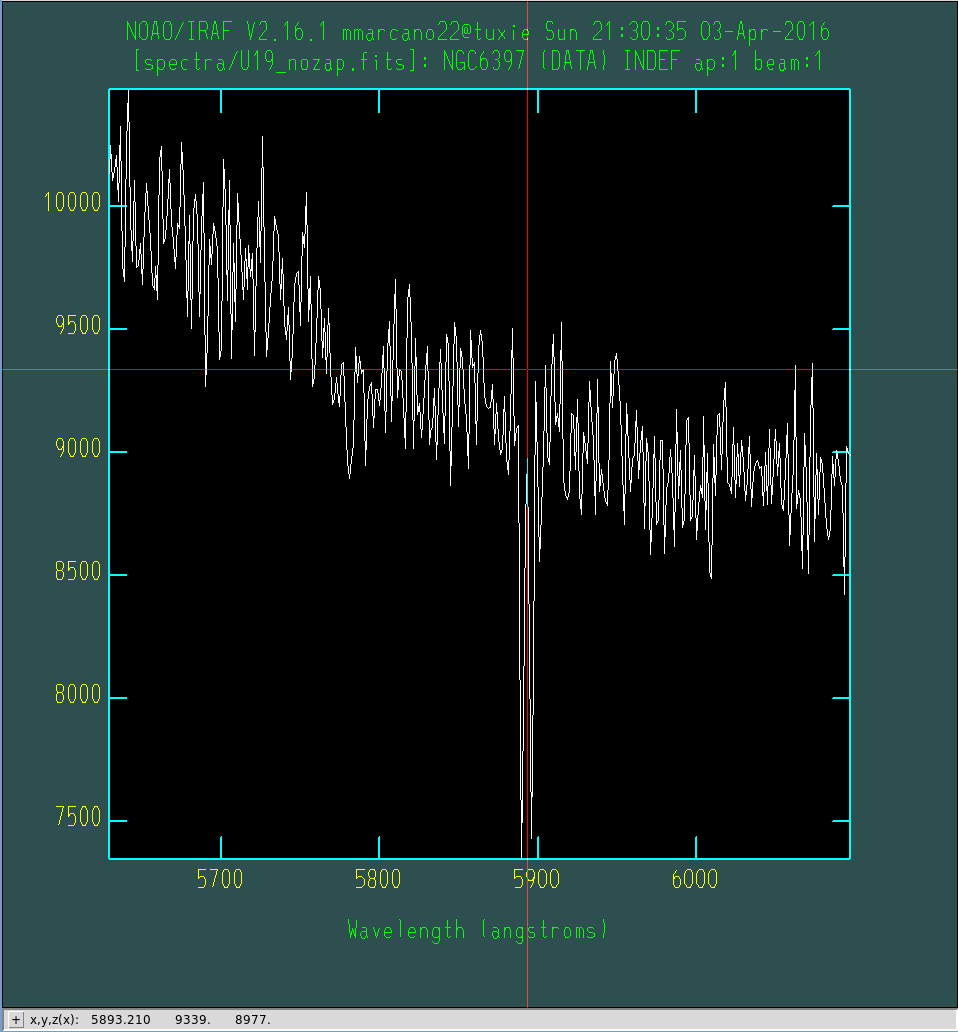 NOAO/IRAF V2.16.1 mmarcano22@tuxie Sun 21:30:35 03-Apr-2016
[spectra/U19_nozap.fits]: NGC6397 (DATA) INDEF ap:1 beam:1
10000
9500
9000
8500
8000
7500
5700 5800 5900 6000
Wavelength (angstroms)
+ x,y,z(x): 5893.210 9339. 8977.